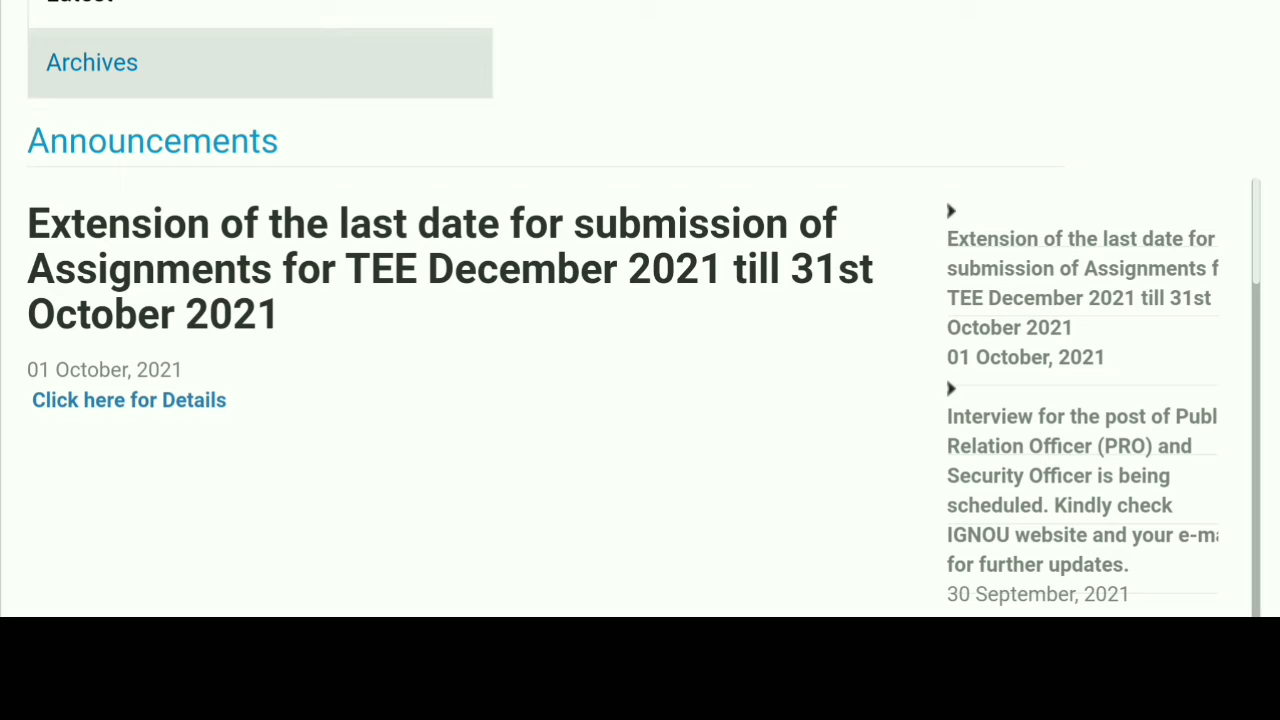 Latest
Archives
Announcements
Extension of the last date for submission of
Assignments for TEE December 2021 till 31st
October 2021
01 October, 2021
Click here for Details
Extension of the last date for
submission of Assignments f
TEE December 2021 till 31st
October 2021
01 October, 2021
Interview for the post of Publ
Relation Officer (PRO) and
Security Officer is being
scheduled. Kindly check
IGNOU website and your e-ma
for further updates.
30 September, 2021